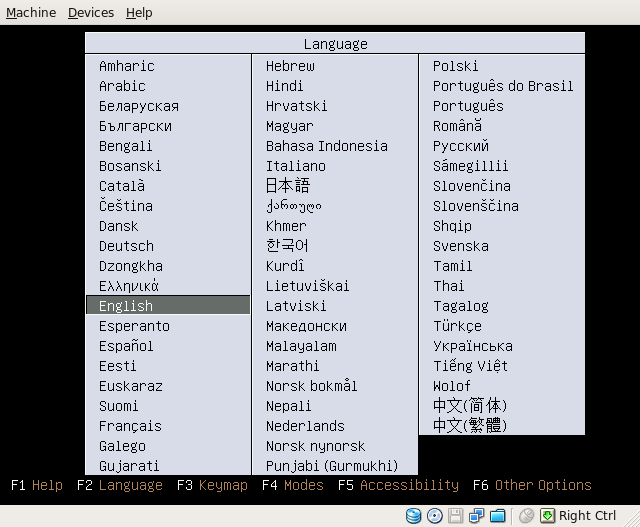 Machine Devices Help
Language
Amharic
Arabic
Беларуская
Български
Bengali
Bosanski
Català
Čeština
Dansk
Deutsch
Dzongkha
Ελληνικά
English
Esperanto
Español
Eesti
Euskaraz
Suomi
Français
Galego
Gujarati
Hebrew
Hindi
Hrvatski
Magyar
Bahasa Indonesia
Italiano
日本語
ქართული
Khmer
한국어
Kurdî
Lietuviškai
Latviski
Македонски
Malayalam
Marathi
Norsk bokmål
Nepali
Nederlands
Norsk nynorsk
Punjabi (Gurmukhi)
Polski
Português do Brasil
Português
Română
Русский
Sámegillii
Slovenčina
Slovenščina
Shqip
Svenska
Tamil
Thai
Tagalog
Türkçe
Українська
Tiếng Việt
Wolof
中文(简体)
中文(繁體)
F1 Help F2 Language F3 Keymap F4 Modes F5 Accessibility F6 Other Options
Right Ctrl